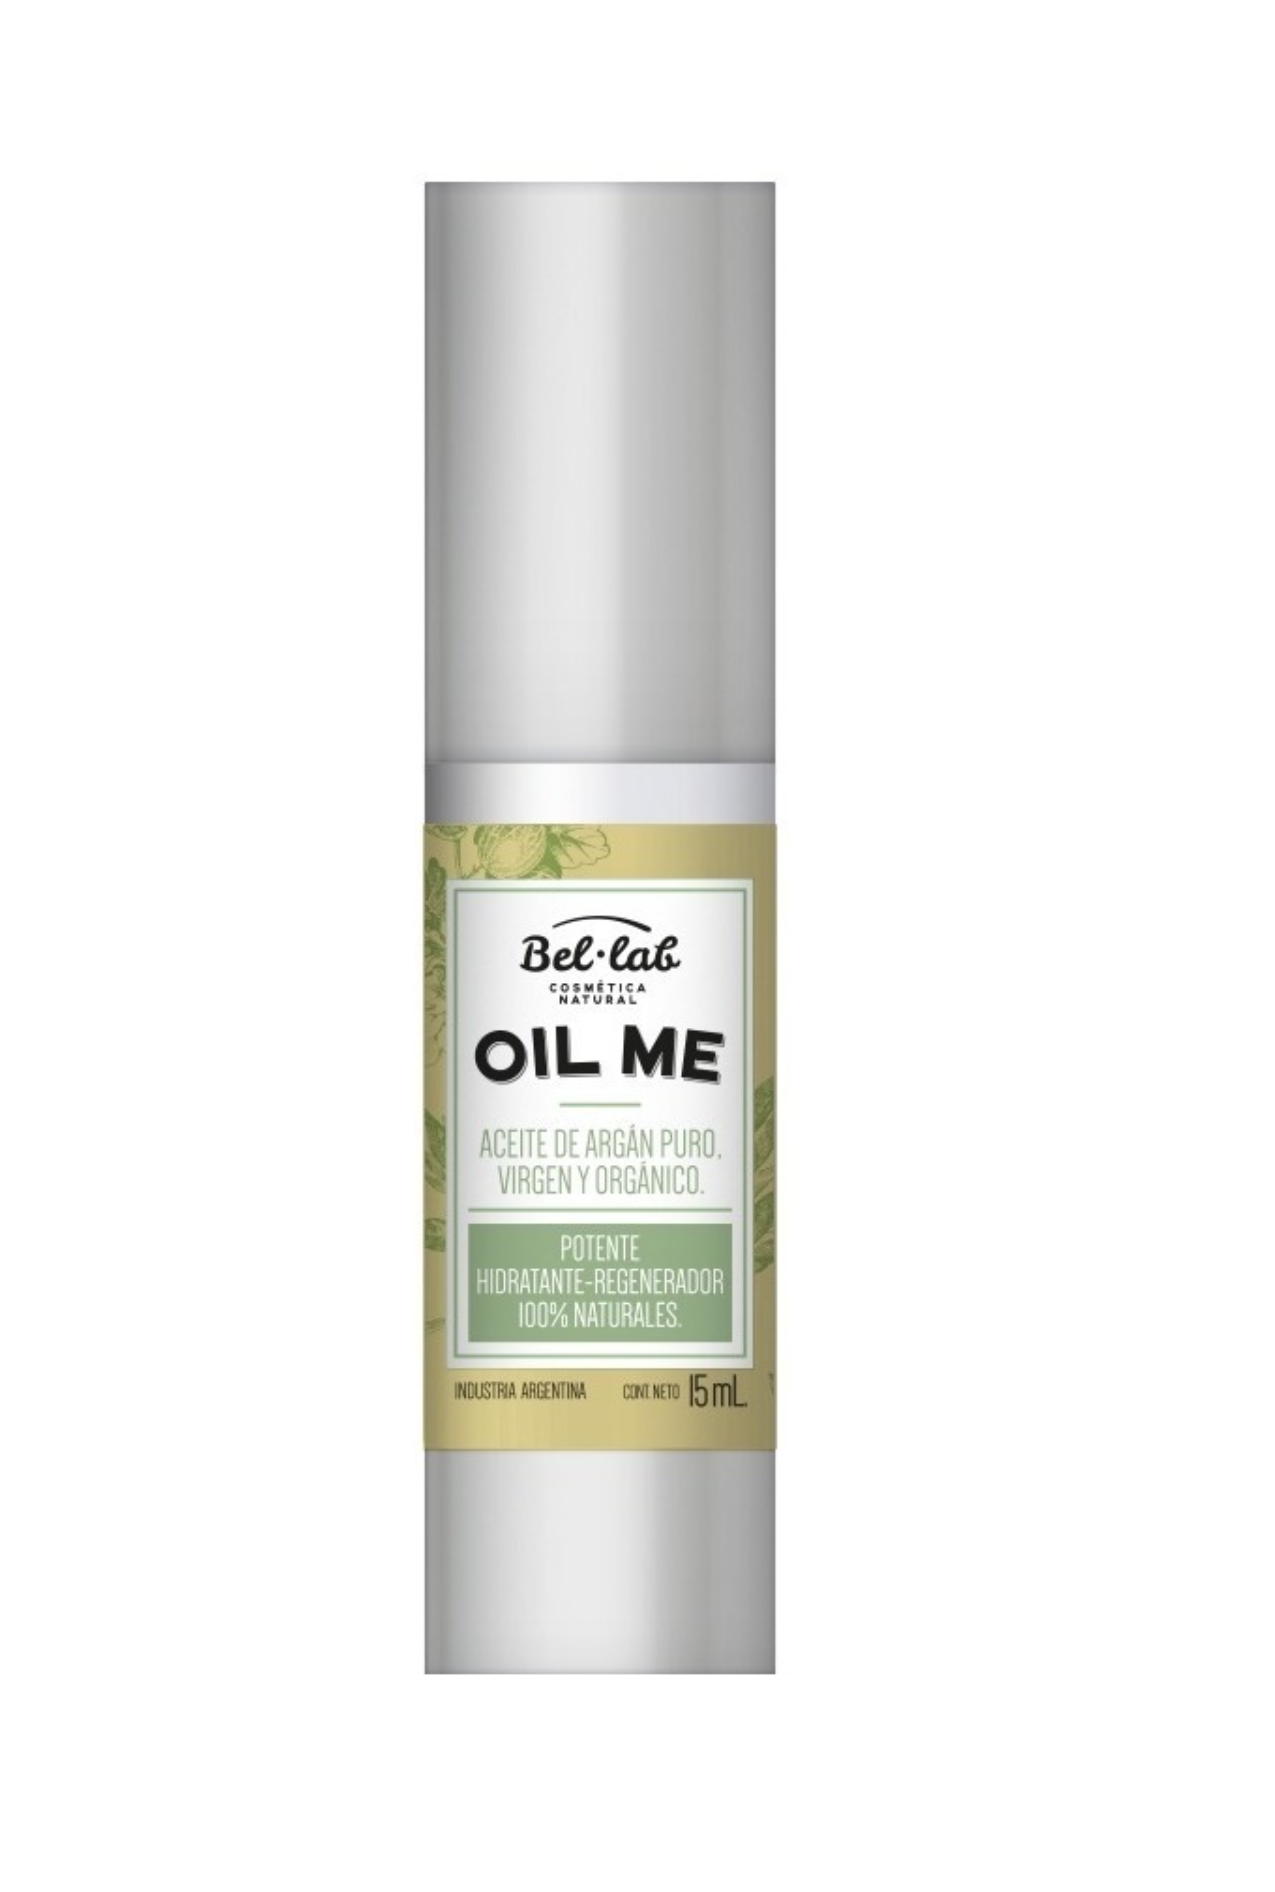 Bel·lab
COSMÉTICA
NATURAL
OIL ME
ACEITE DE ARGÁN PURO,
VIRGEN Y ORGÁNICO.
POTENTE
HIDRATANTE-REGENERADOR
100% NATURALES.
INDUSTRIA ARGENTINA CONT. NETO 15 mL.